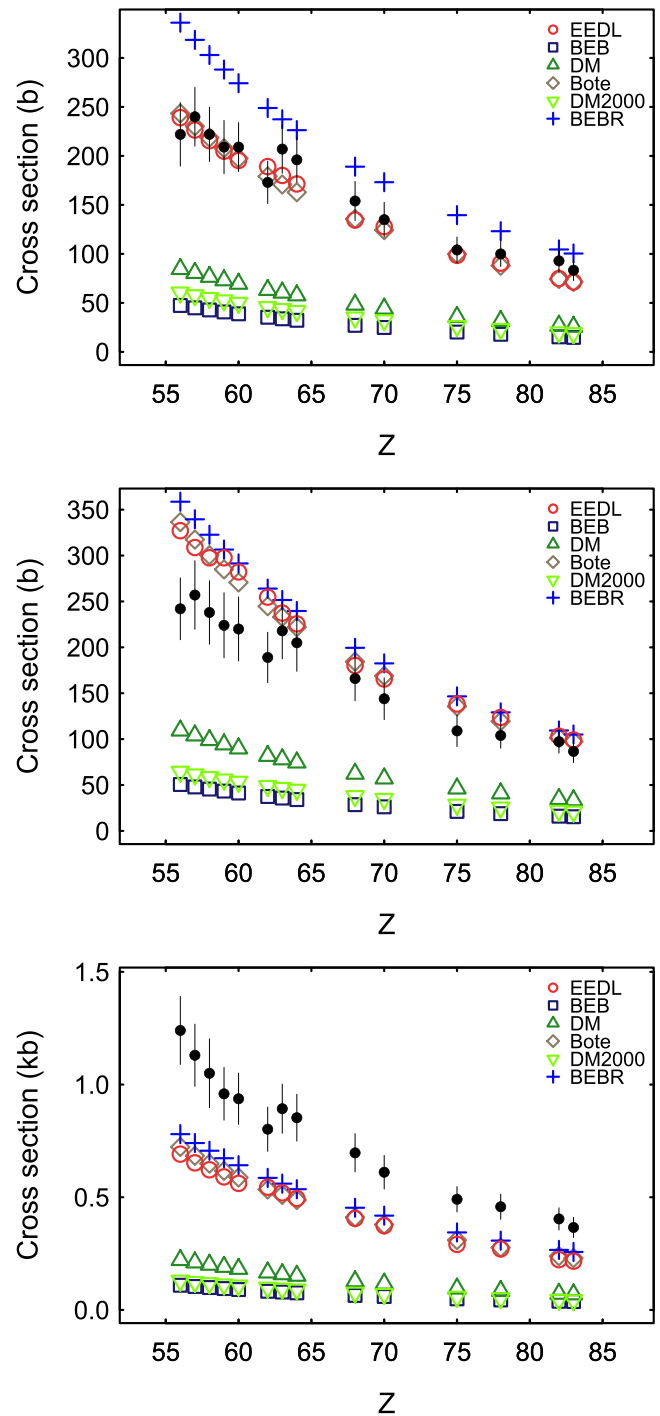 Cross section (b)
300
250
200
150
100
50
0
EEDL
BEB
DM
Bote
DM2000
BEBR
55 60 65 70 75 80 85
Z
Cross section (b)
350
300
250
200
150
100
50
0
EEDL
BEB
DM
Bote
DM2000
BEBR
55 60 65 70 75 80 85
Z
Cross section (kb)
1.5
1.0
0.5
0.0
EEDL
BEB
DM
Bote
DM2000
BEBR
55 60 65 70 75 80 85
Z